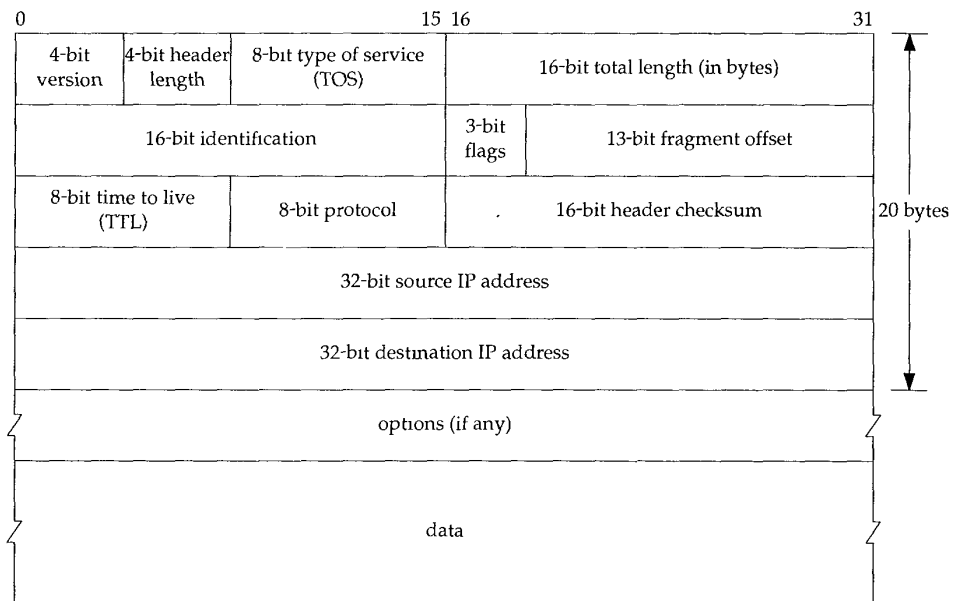 0 15 16 31
4-bit version
4-bit header length
8-bit type of service (TOS)
16-bit total length (in bytes)
16-bit identification
3-bit flags
13-bit fragment offset
8-bit time to live (TTL)
8-bit protocol
16-bit header checksum
20 bytes
32-bit source IP address
32-bit destination IP address
options (if any)
data